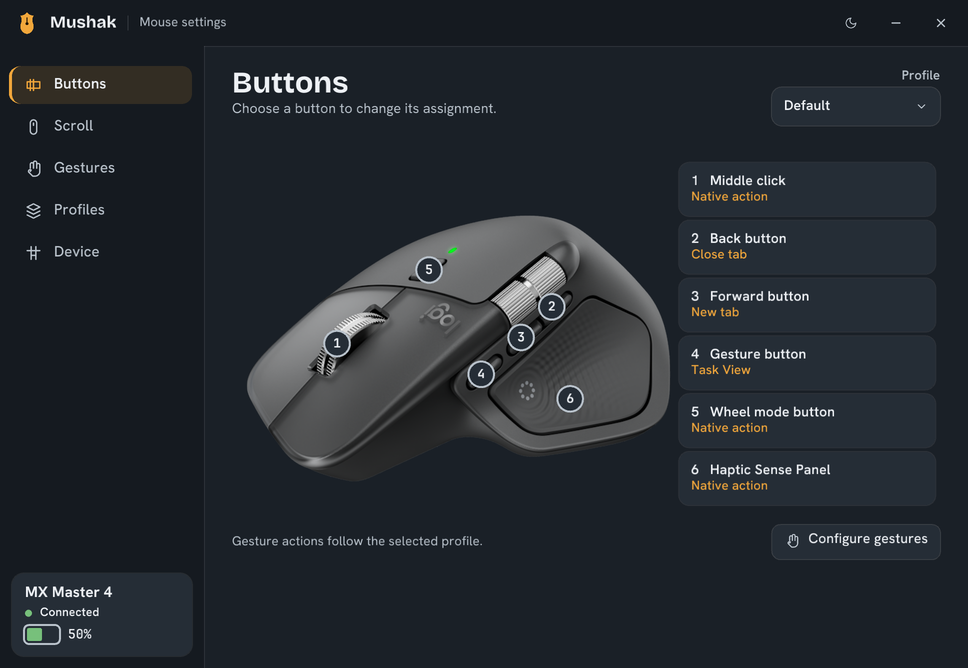 Mushak
Mouse settings
Buttons
Scroll
Gestures
Profiles
Device
MX Master 4
Connected
50%
Buttons
Choose a button to change its assignment.
Profile
Default
logi
1
2
3
4
5
6
1 Middle click
Native action
2 Back button
Close tab
3 Forward button
New tab
4 Gesture button
Task View
5 Wheel mode button
Native action
6 Haptic Sense Panel
Native action
Gesture actions follow the selected profile.
Configure gestures